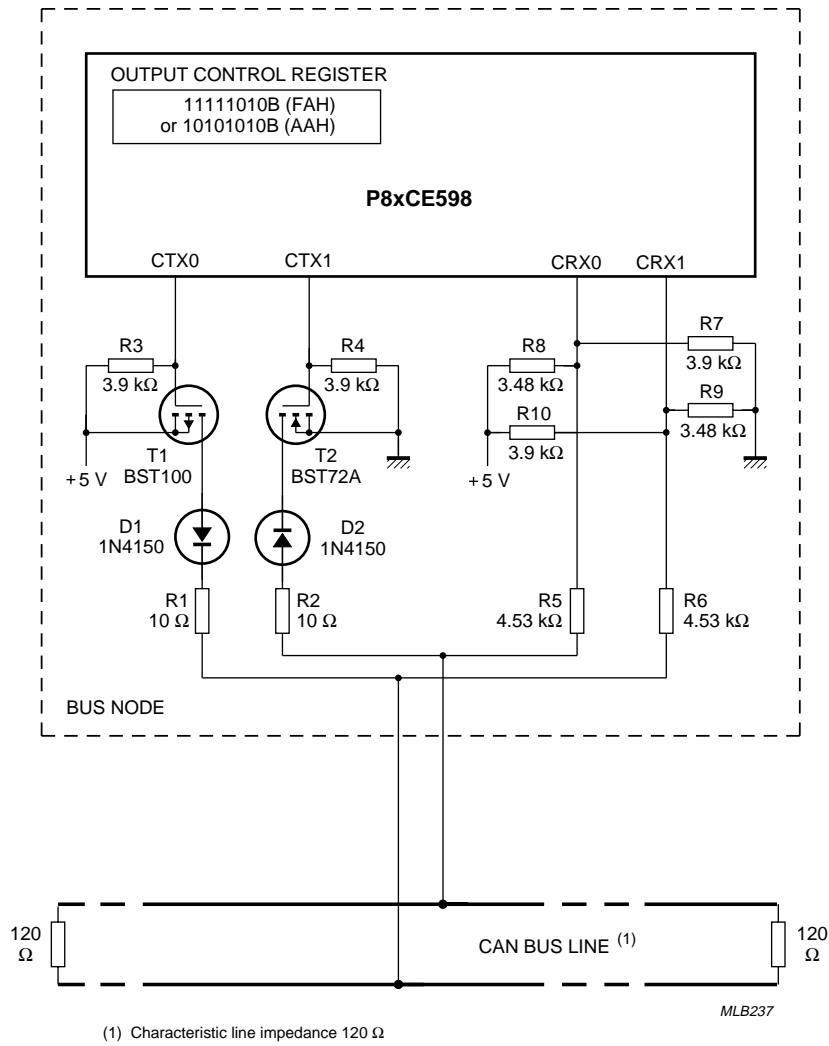 OUTPUT CONTROL REGISTER
11111010B (FAH)
or 10101010B (AAH)
P8xCE598
CTX0 CTX1 CRX0 CRX1
R3
3.9 kΩ
R4
3.9 kΩ
R8
3.48 kΩ
R7
3.9 kΩ
R10
3.9 kΩ
R9
3.48 kΩ
+5 V
T1
BST100
T2
BST72A
+5 V
D1
1N4150
D2
1N4150
R1
10 Ω
R2
10 Ω
R5
4.53 kΩ
R6
4.53 kΩ
BUS NODE
120
Ω
CAN BUS LINE (1)
120
Ω
MLB237
(1) Characteristic line impedance 120 Ω